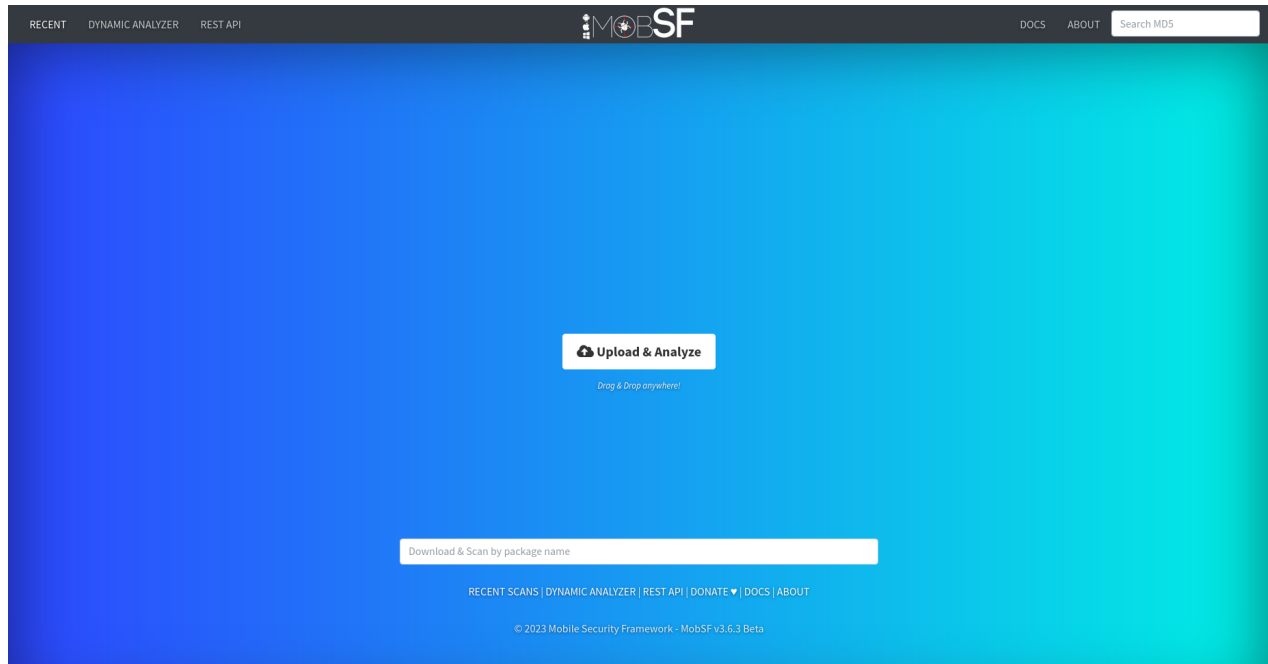 RECENT DYNAMIC ANALYZER REST API MOBSF DOCS ABOUT Search MD5
Upload & Analyze
Drag & Drop anywhere!
Download & Scan by package name
RECENT SCANS | DYNAMIC ANALYZER | REST API | DONATE ♥ | DOCS | ABOUT
© 2023 Mobile Security Framework - MobSF v3.6.3 Beta